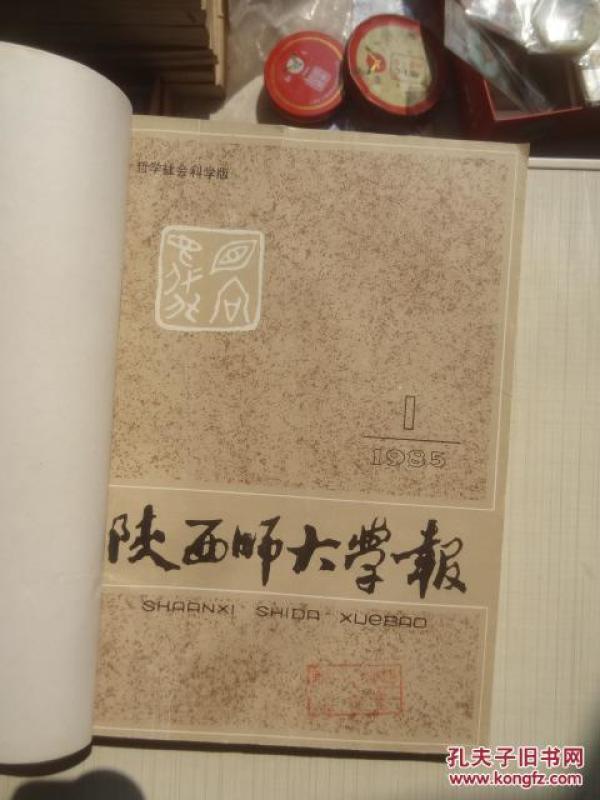 哲学社会科学版
1
1985
陕西师大学报
SHAANXI SHIDA XUEBAO
孔夫子旧书网
www.kongfz.com